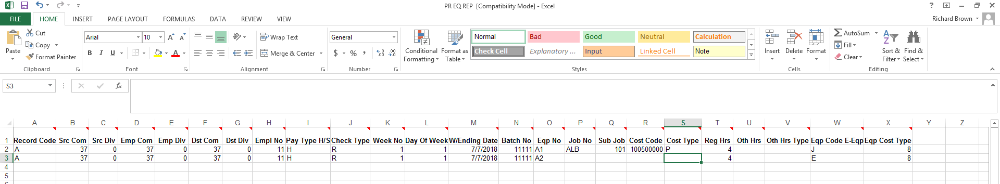 PR EQ REP [Compatibility Mode] - Excel
FILE HOME INSERT PAGE LAYOUT FORMULAS DATA REVIEW VIEW Richard Brown
Paste Cut Copy Format Painter Clipboard
Arial 10 A A B I U A Font
Wrap Text Merge & Center Alignment
General $ % , Number
Conditional Formatting Format as Table
Normal Bad Good Neutral Calculation
Check Cell Explanatory ... Input Linked Cell Note
Styles
Insert Delete Format Cells
AutoSum Fill Clear Sort & Filter Find & Select Editing
S3 fx
A B C D E F G H I J K L M N O P Q R S T U V W X Y Z
1 Record Code Src Com Src Div Emp Com Emp Div Dst Com Dst Div Empl No Pay Type H/S Check Type Week No Day Of Week W/Ending Date Batch No Eqp No Job No Sub Job Cost Code Cost Type Reg Hrs Oth Hrs Oth Hrs Type Eqp Code E-Eqp Eqp Cost Type
2 A 37 0 37 0 37 0 11 H R 1 1 7/7/2018 11111 A1 ALB 101 100500000 P 4 J 8
3 A 37 0 37 0 37 0 11 H R 1 1 7/7/2018 11111 A2 4 E 8
4
5